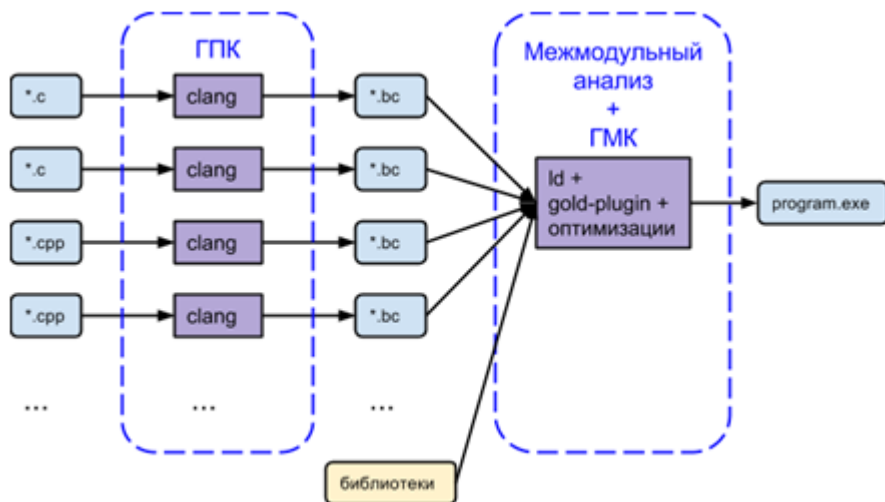 ГПК
Межмодульный
анализ
+
ГМК
*.c
clang
*.bc
*.c
clang
*.bc
ld +
gold-plugin +
оптимизации
program.exe
*.cpp
clang
*.bc
*.cpp
clang
*.bc
...
...
...
библиотеки